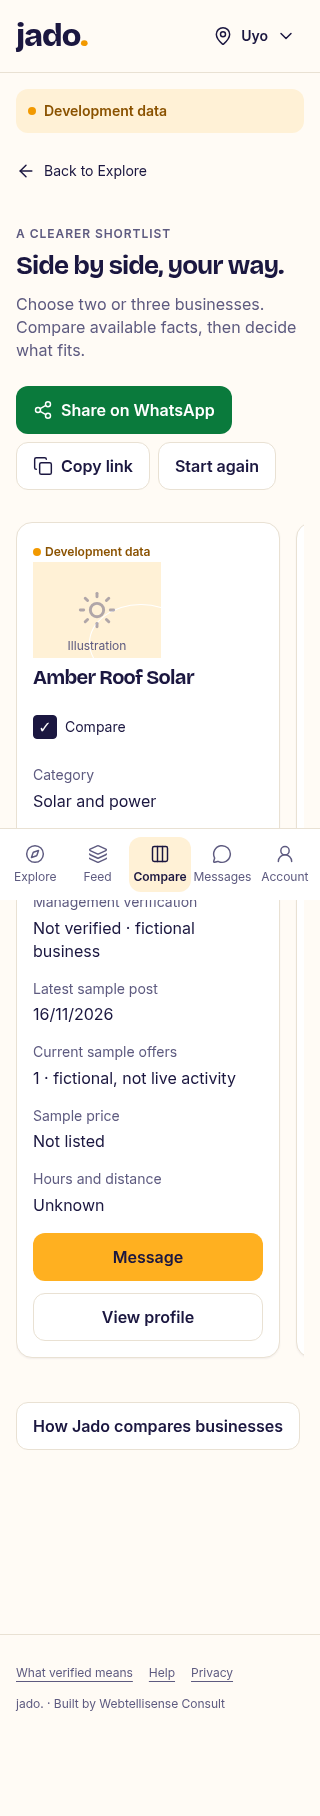 jado.
Uyo
Development data
Back to Explore
A CLEARER SHORTLIST
Side by side, your way.
Choose two or three businesses.
Compare available facts, then decide
what fits.
Share on WhatsApp
Copy link
Start again
Development data
Illustration
Amber Roof Solar
Compare
Category
Solar and power
Explore
Feed
Compare
Messages
Account
Management verification
Not verified · fictional
business
Latest sample post
16/11/2026
Current sample offers
1 · fictional, not live activity
Sample price
Not listed
Hours and distance
Unknown
Message
View profile
How Jado compares businesses
What verified means
Help
Privacy
jado. · Built by Webtellisense Consult